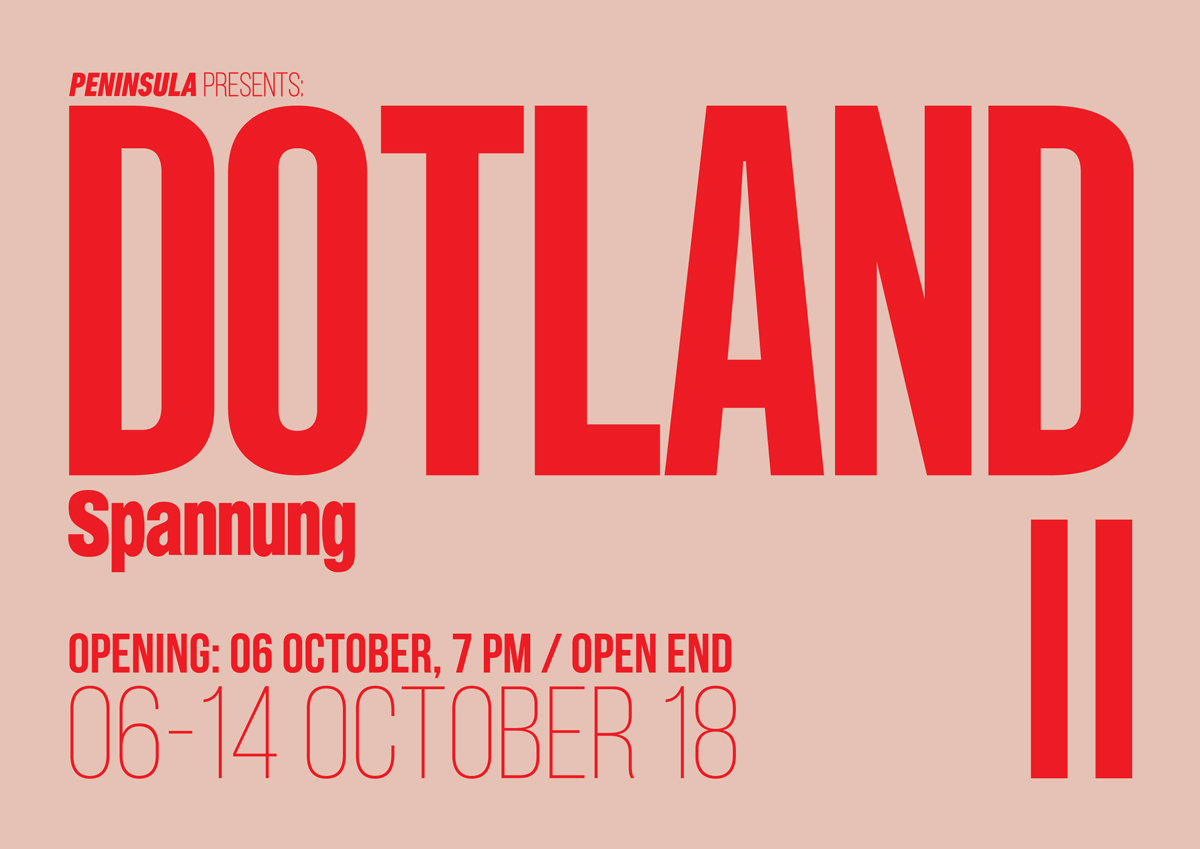 PENINSULA PRESENTS:
DOTLAND
Spannung
II
OPENING: 06 OCTOBER, 7 PM / OPEN END
06-14 OCTOBER 18